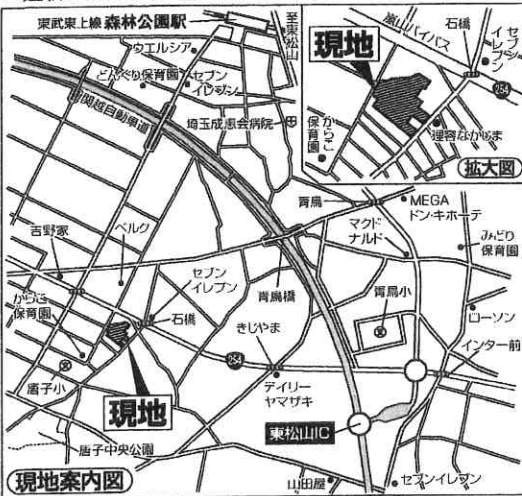 東武東上線 森林公園駅
至東松山
ウエルシア
どんぐり保育園
セブン
イレブン
関越自動車道
埼玉成恵会病院
嵐山バイパス
石橋
セブン
イレブン
現地
254
からこ
保育園
理容なかじま
拡大図
青鳥
MEGA
ドン・キホーテ
マクド
ナルド
みどり
保育園
吉野家
ベルク
セブン
イレブン
青鳥橋
青鳥小
からこ
保育園
石橋
きじやま
ローソン
254
インター前
唐子小
現地
デイリー
ヤマザキ
東松山IC
唐子中央公園
現地案内図
山田屋
セブンイレブン